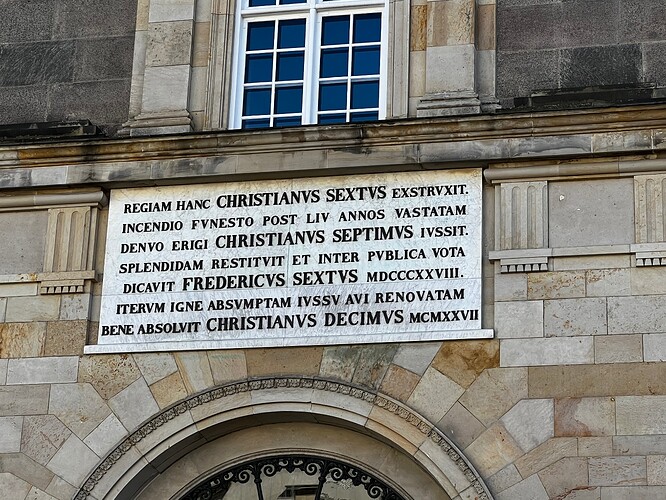 REGIAM HANC CHRISTIANVS SEXTVS EXSTRVXIT.
INCENDIO FVNESTO POST LIV ANNOS VASTATAM
DENVO ERIGI CHRISTIANVS SEPTIMVS IVSSIT.
SPLENDIDAM RESTITVIT ET INTER PVBLICA VOTA
DICAVIT FREDERICVS SEXTVS MDCCCXXVIII.
ITERVM IGNE ABSVMPTAM IVSSV AVI RENOVATAM
BENE ABSOLVIT CHRISTIANVS DECIMVS MCMXXVII